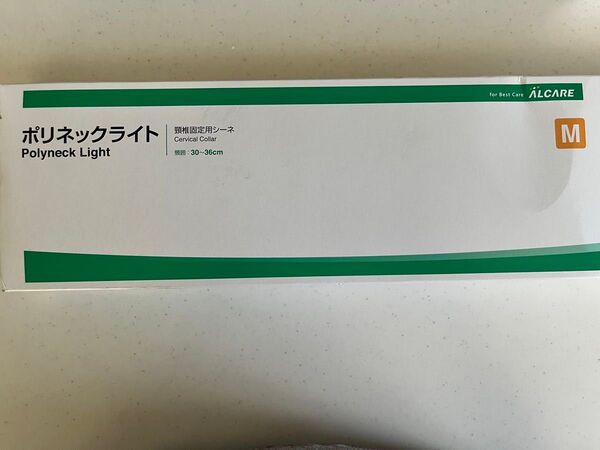 for Best Care ALCARE
M
ポリネックライト
Polyneck Light
頸椎固定用シーネ
Cervical Collar
頸囲：30～36cm